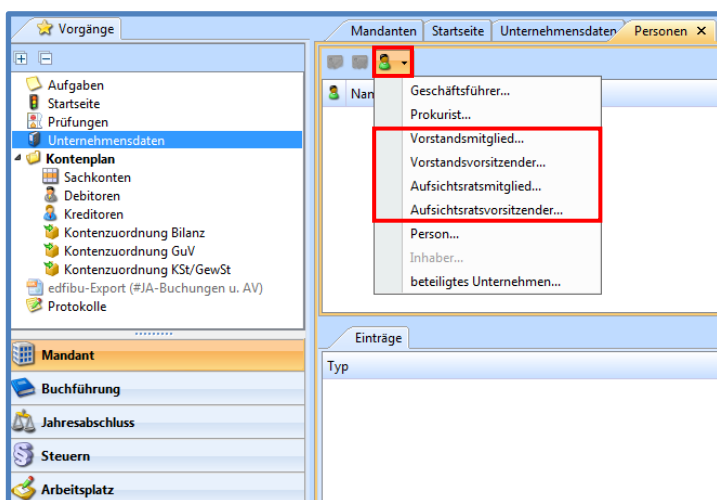 Vorgänge
Aufgaben
Startseite
Prüfungen
Unternehmensdaten
Kontenplan
Sachkonten
Debitoren
Kreditoren
Kontenzuordnung Bilanz
Kontenzuordnung GuV
Kontenzuordnung KSt/GewSt
edfibu-Export (#JA-Buchungen u. AV)
Protokolle
Mandant
Buchführung
Jahresabschluss
Steuern
Arbeitsplatz
Mandanten Startseite Unternehmensdaten Personen
Nan
Geschäftsführer...
Prokurist...
Vorstandsmitglied...
Vorstandsvorsitzender...
Aufsichtsratsmitglied...
Aufsichtsratsvorsitzender...
Person...
Inhaber...
beteiligtes Unternehmen...
Einträge
Typ